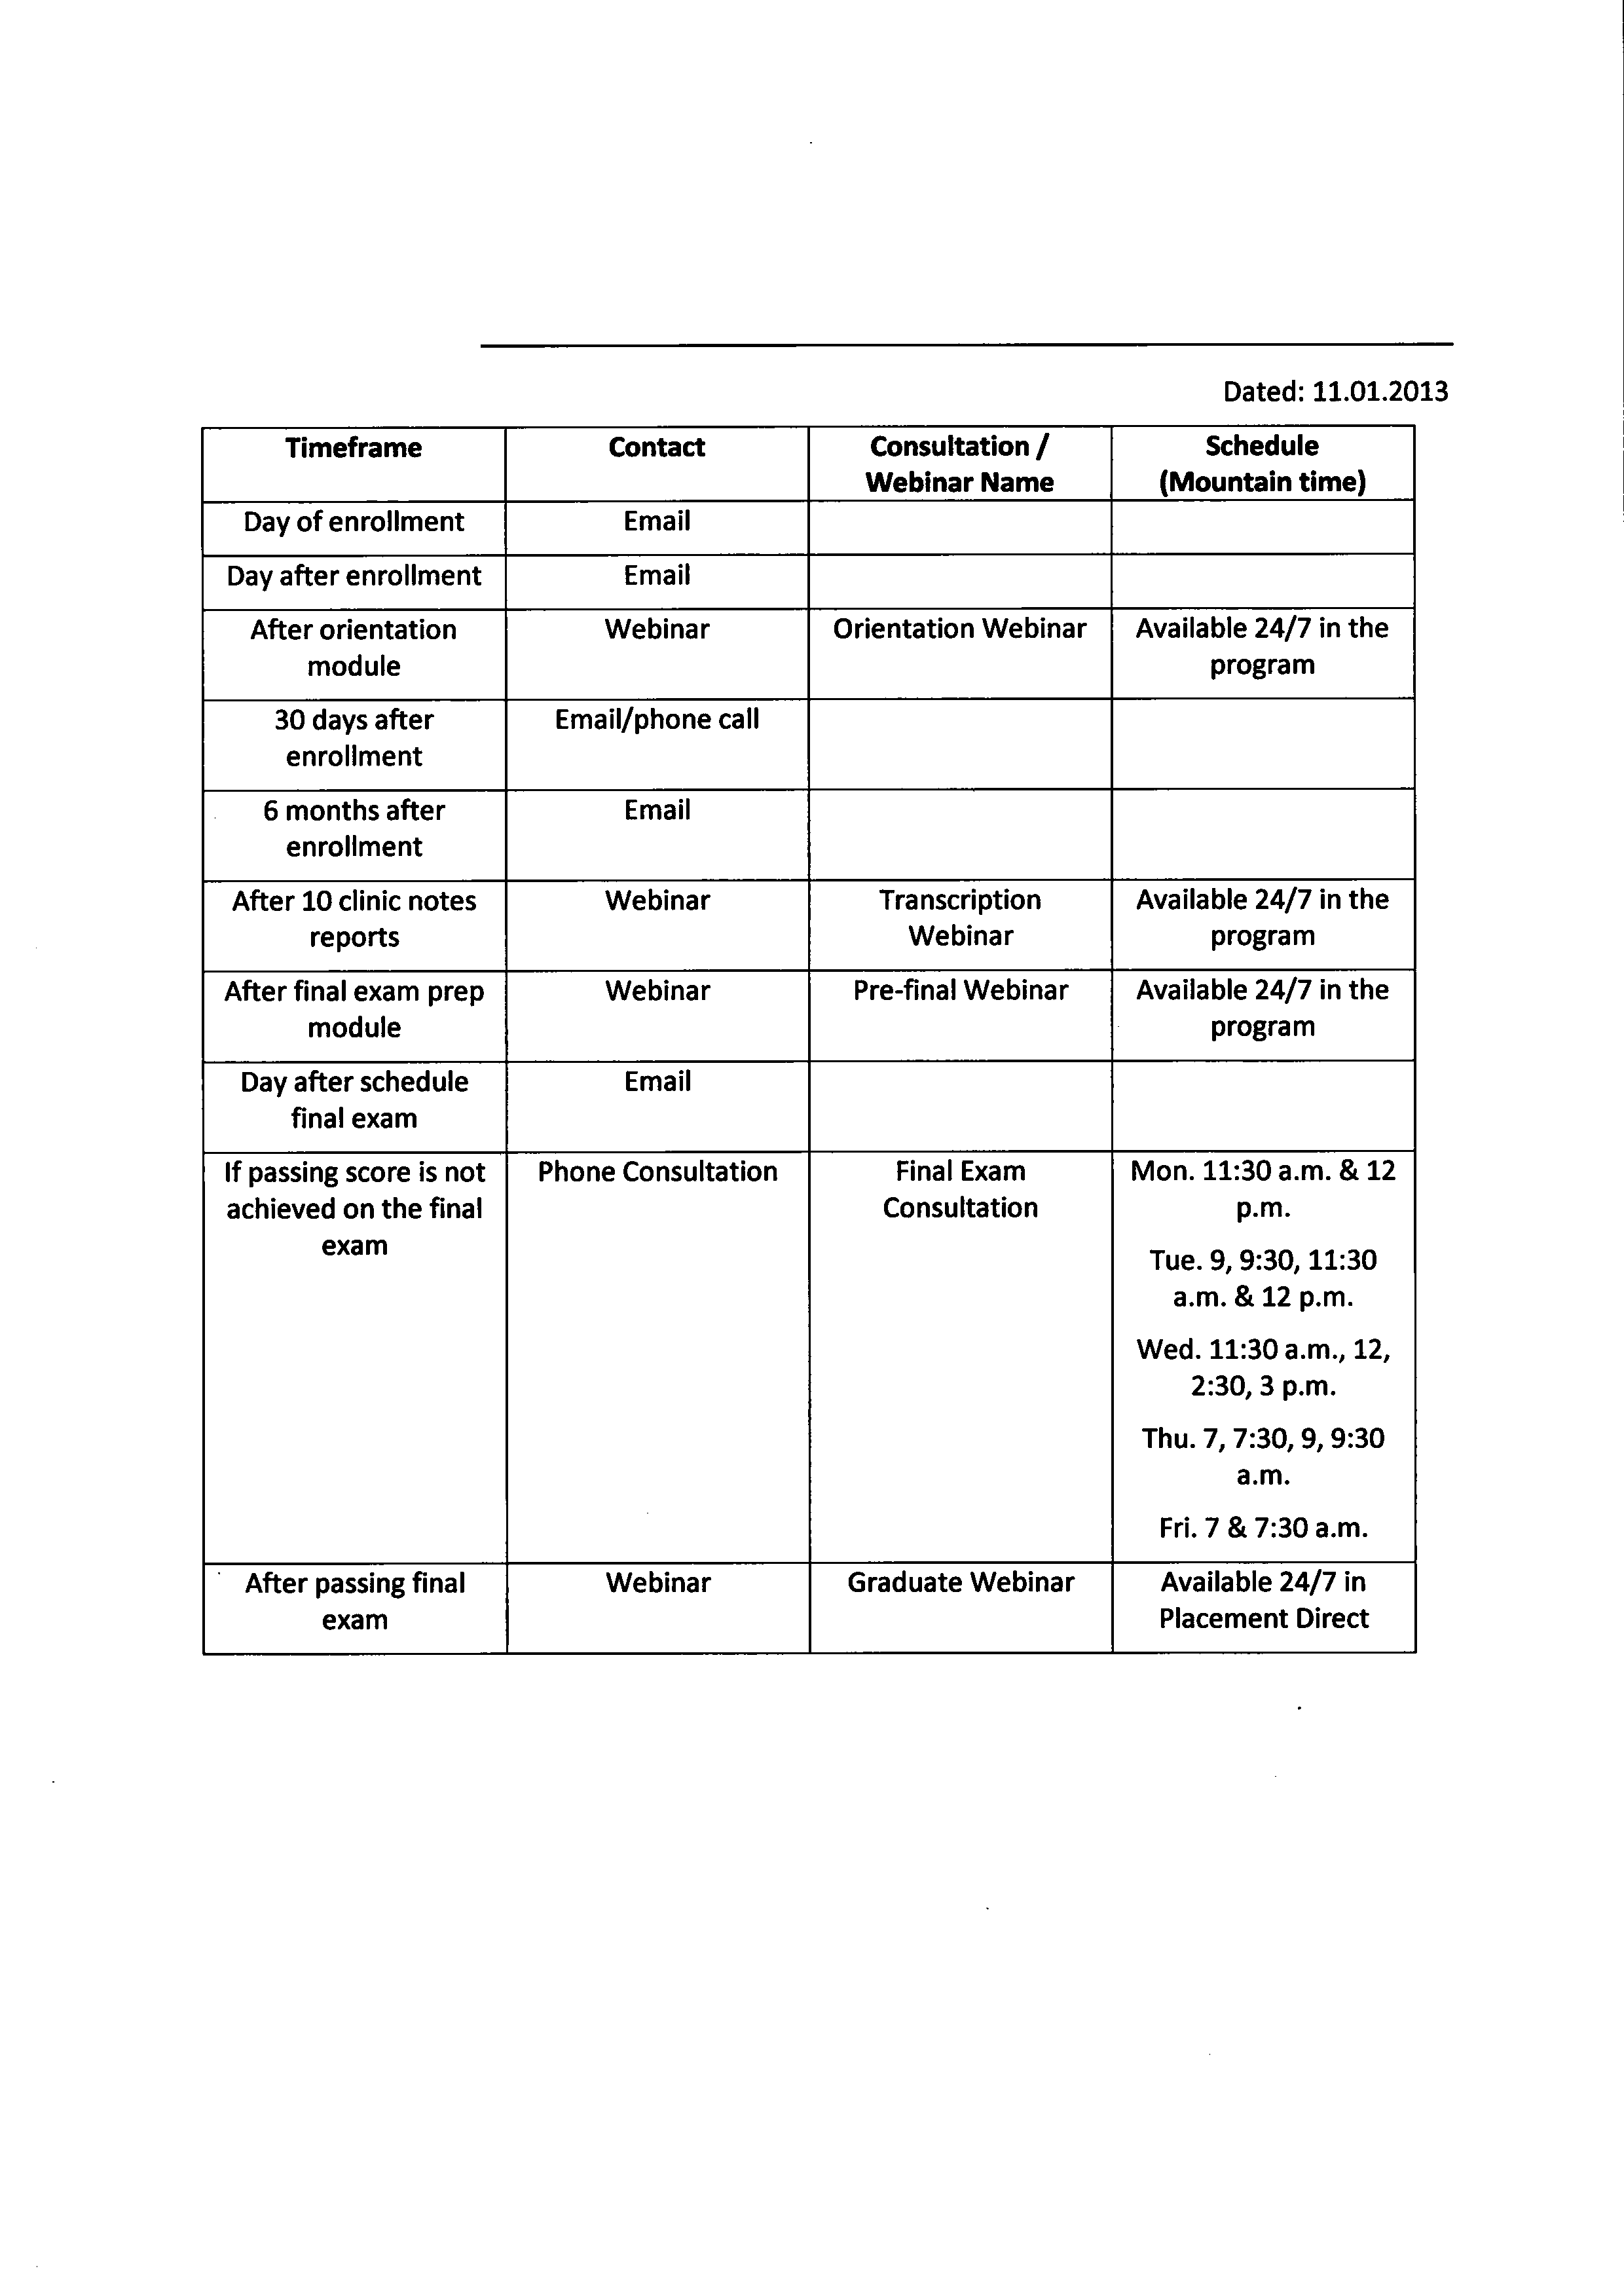 Dated: 11.01.2013
Timeframe
Contact
Consultation /
Webinar Name
Schedule
(Mountain time)
Day of enrollment
Email
Day after enrollment
Email
After orientation
module
Webinar
Orientation Webinar
Available 24/7 in the
program
30 days after
enrollment
Email/phone call
6 months after
enrollment
Email
After 10 clinic notes
reports
Webinar
Transcription
Webinar
Available 24/7 in the
program
After final exam prep
module
Webinar
Pre-final Webinar
Available 24/7 in the
program
Day after schedule
final exam
Email
If passing score is not
achieved on the final
exam
Phone Consultation
Final Exam
Consultation
Mon. 11:30 a.m. & 12
p.m.
Tue. 9, 9:30, 11:30
a.m. & 12 p.m.
Wed. 11:30 a.m., 12,
2:30, 3 p.m.
Thu. 7, 7:30, 9, 9:30
a.m.
Fri. 7 & 7:30 a.m.
After passing final
exam
Webinar
Graduate Webinar
Available 24/7 in
Placement Direct